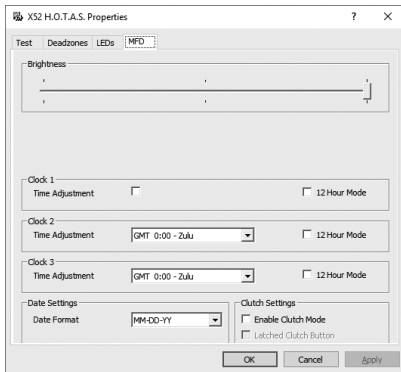 X52 H.O.T.A.S. Properties ? X
Test Deadzones LEDs MFD
Brightness
Clock 1
Time Adjustment 12 Hour Mode
Clock 2
Time Adjustment GMT 0:00 - Zulu 12 Hour Mode
Clock 3
Time Adjustment GMT 0:00 - Zulu 12 Hour Mode
Date Settings Clutch Settings
Date Format MM-DD-YY Enable Clutch Mode
Latched Clutch Button
OK Cancel Apply